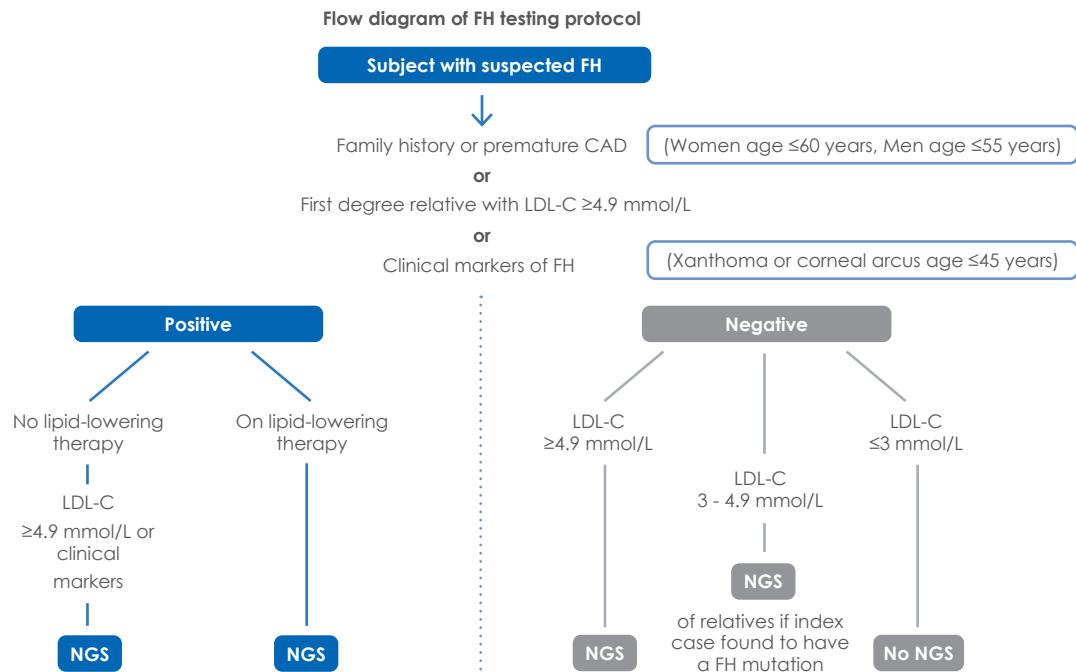 Flow diagram of FH testing protocol
Subject with suspected FH
Family history or premature CAD
(Women age ≤60 years, Men age ≤55 years)
or
First degree relative with LDL-C ≥4.9 mmol/L
or
Clinical markers of FH
(Xanthoma or corneal arcus age ≤45 years)
Positive
No lipid-lowering
therapy
LDL-C
≥4.9 mmol/L or
clinical
markers
NGS
On lipid-lowering
therapy
NGS
Negative
LDL-C
≥4.9 mmol/L
NGS
LDL-C
3 - 4.9 mmol/L
NGS
of relatives if index
case found to have
a FH mutation
LDL-C
≤3 mmol/L
No NGS